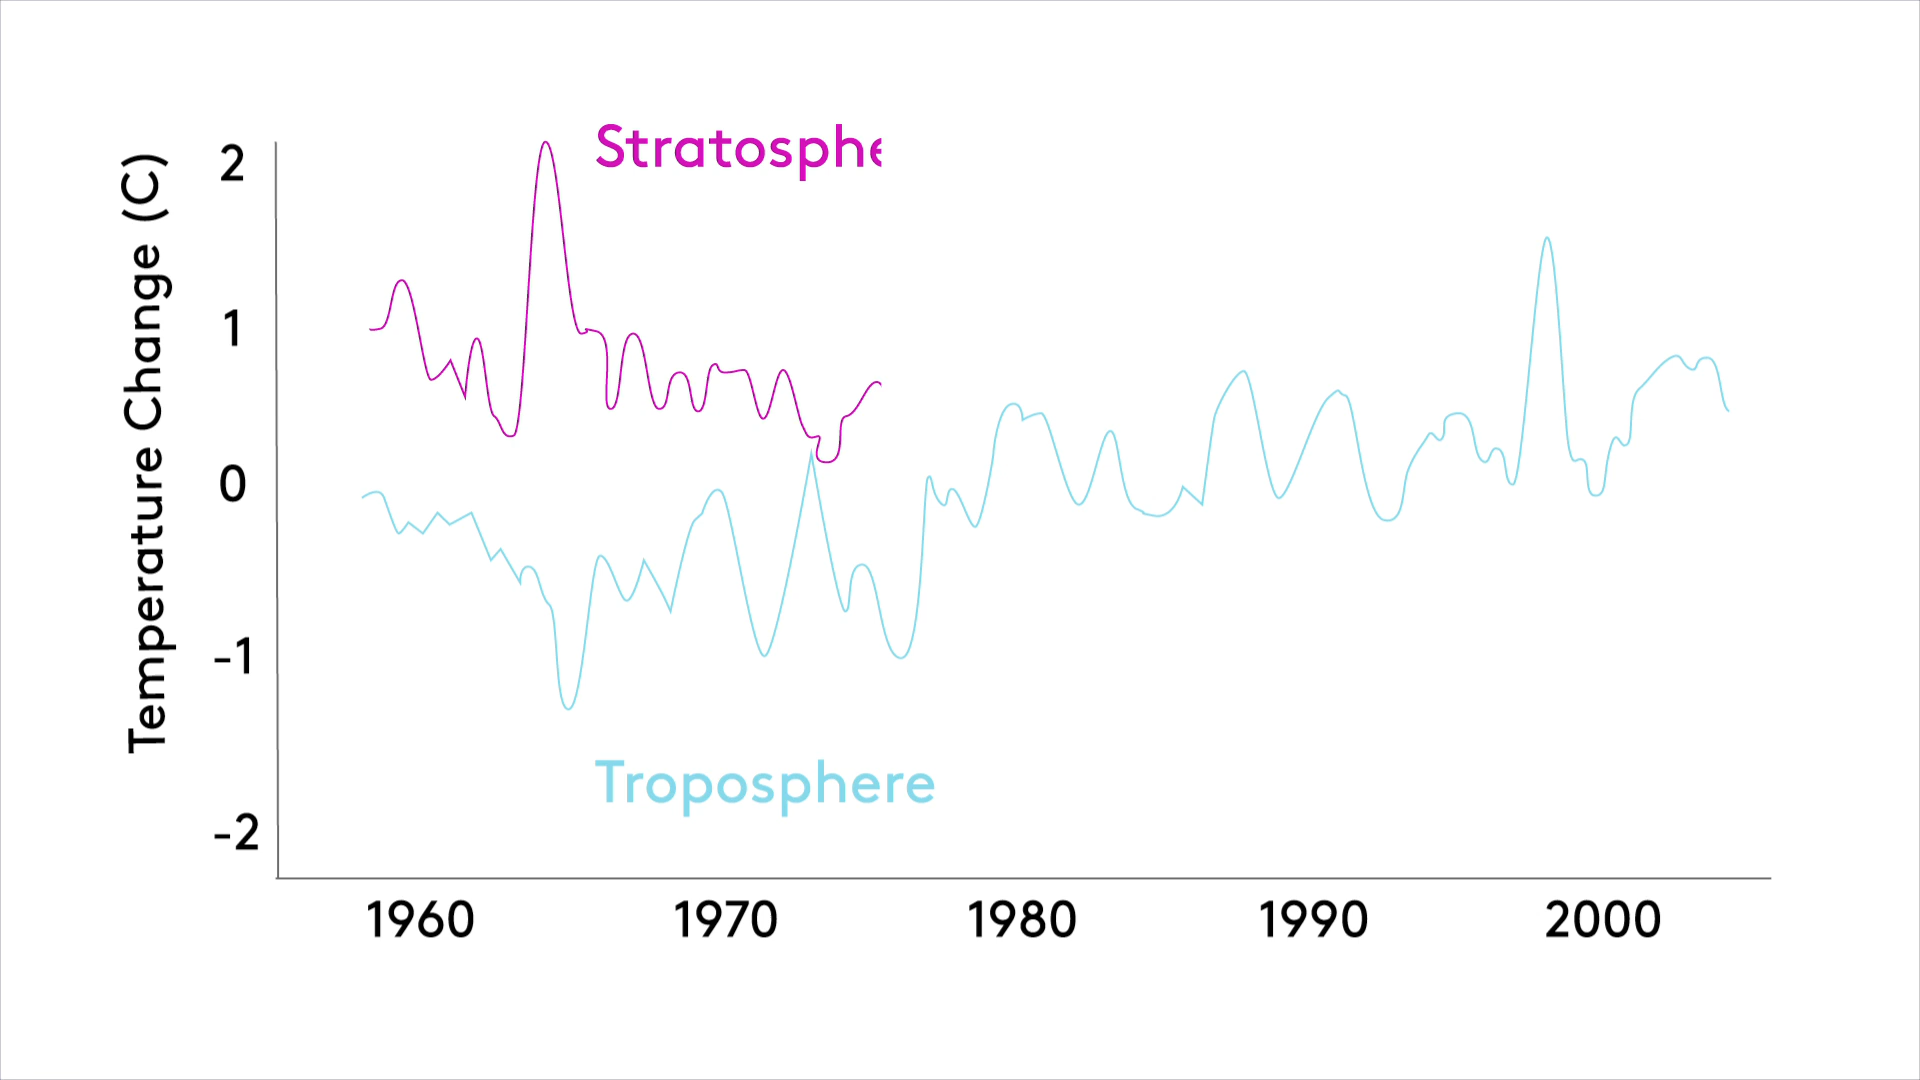 Stratosphe
Temperature Change (C)
2
1
0
-1
-2
Troposphere
1960 1970 1980 1990 2000